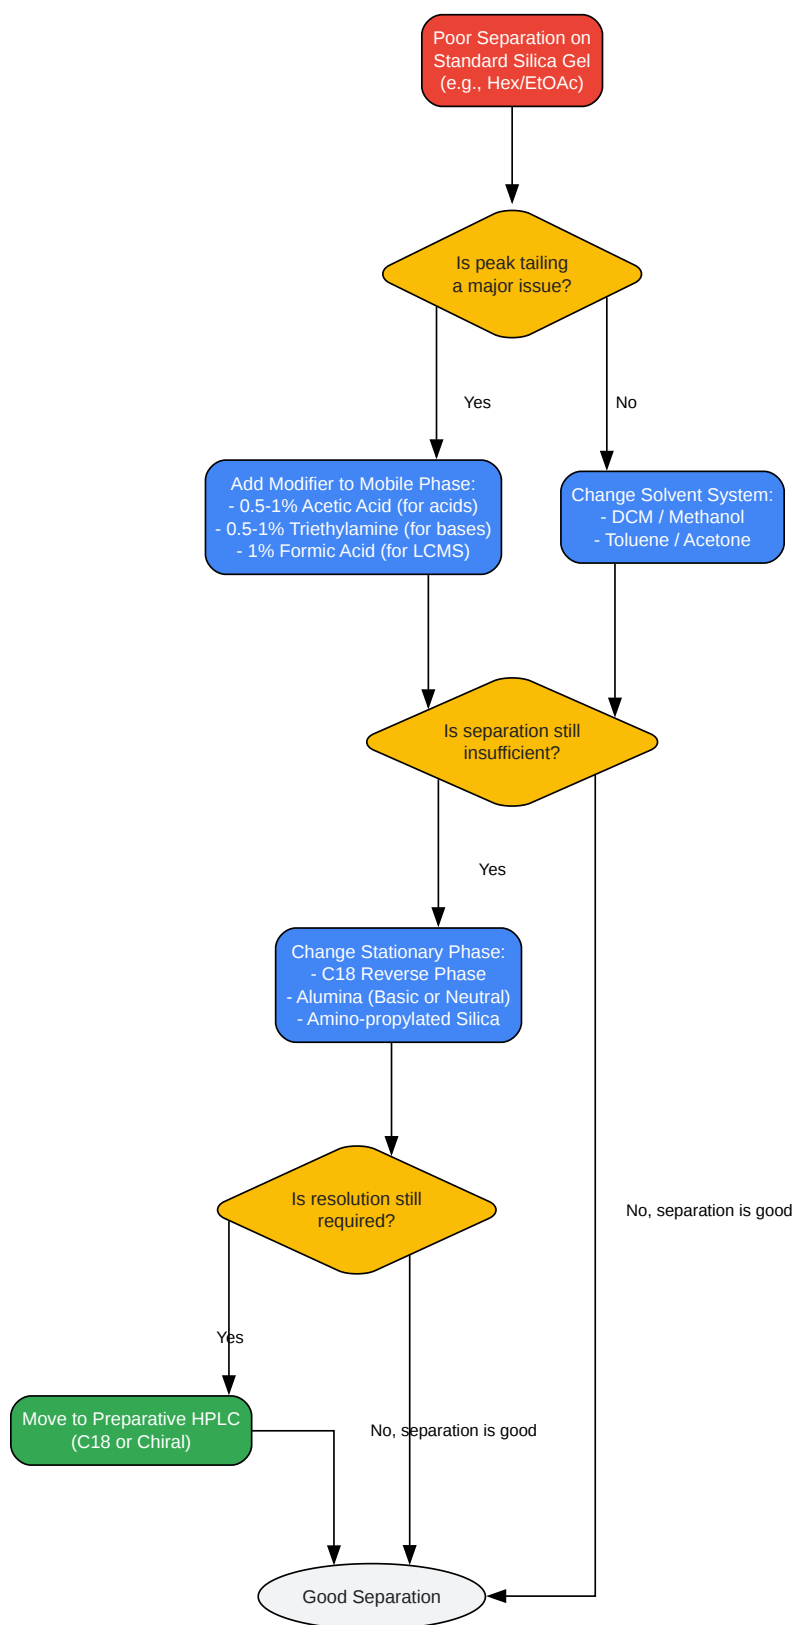 Poor Separation on
Standard Silica Gel
(e.g., Hex/EtOAc)
Is peak tailing
a major issue?
Yes
No
Add Modifier to Mobile Phase:
- 0.5-1% Acetic Acid (for acids)
- 0.5-1% Triethylamine (for bases)
- 1% Formic Acid (for LCMS)
Change Solvent System:
- DCM / Methanol
- Toluene / Acetone
Is separation still
insufficient?
Yes
Change Stationary Phase:
- C18 Reverse Phase
- Alumina (Basic or Neutral)
- Amino-propylated Silica
Is resolution still
required?
No, separation is good
Yes
Move to Preparative HPLC
(C18 or Chiral)
No, separation is good
Good Separation